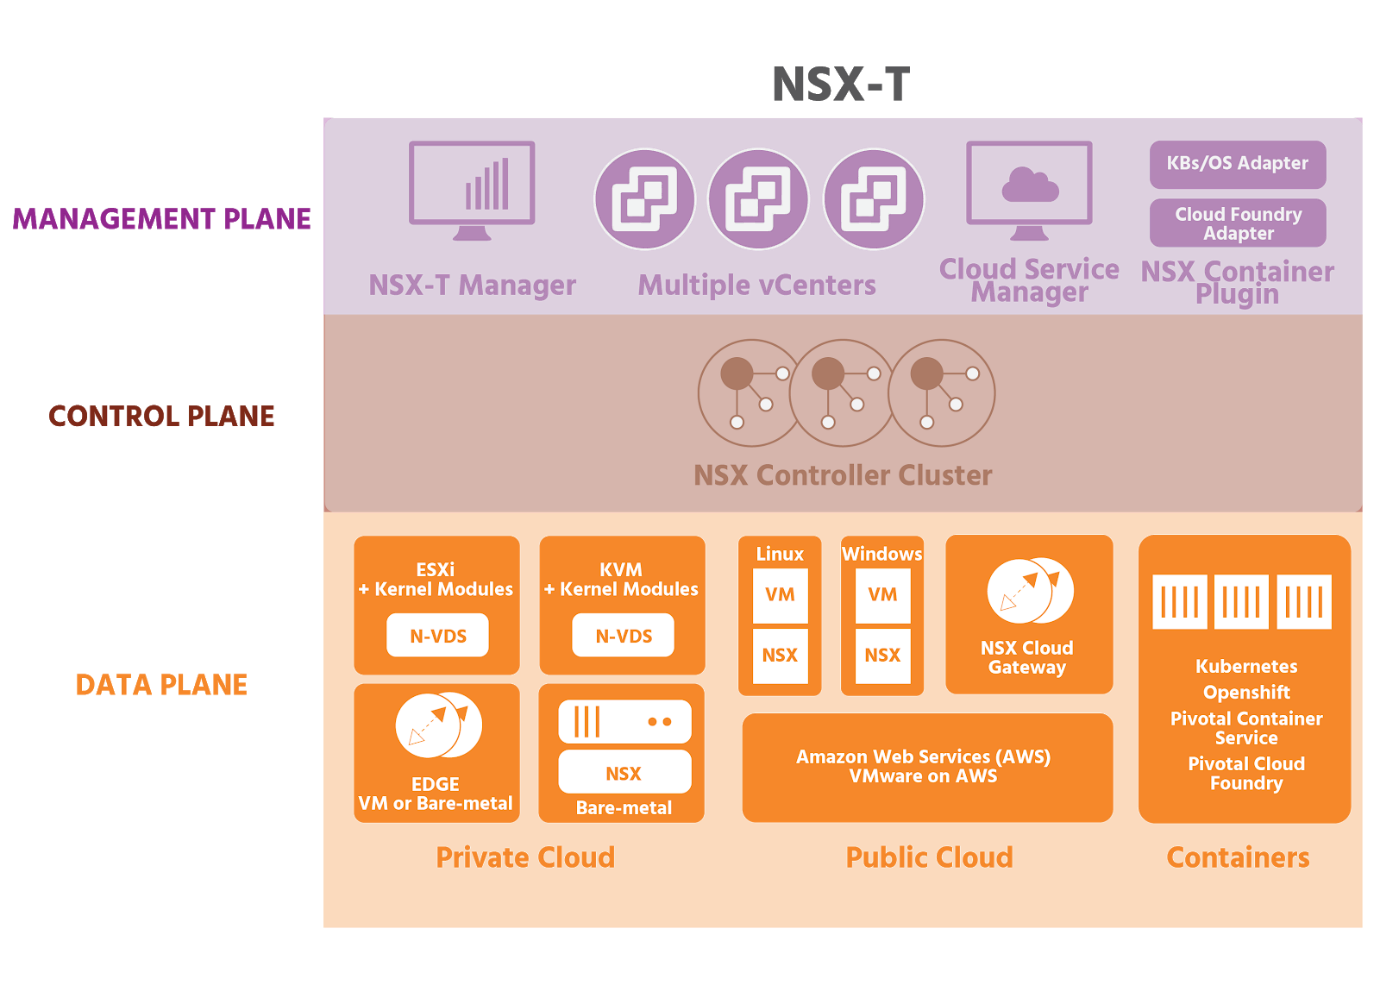 NSX-T
MANAGEMENT PLANE
NSX-T Manager
Multiple vCenters
Cloud Service
Manager
KBs/OS Adapter
Cloud Foundry
Adapter
NSX Container
Plugin
CONTROL PLANE
NSX Controller Cluster
DATA PLANE
ESXi
+ Kernel Modules
N-VDS
KVM
+ Kernel Modules
N-VDS
EDGE
VM or Bare-metal
NSX
Bare-metal
Private Cloud
Linux
VM
NSX
Windows
VM
NSX
NSX Cloud
Gateway
Amazon Web Services (AWS)
VMware on AWS
Public Cloud
Kubernetes
Openshift
Pivotal Container
Service
Pivotal Cloud
Foundry
Containers